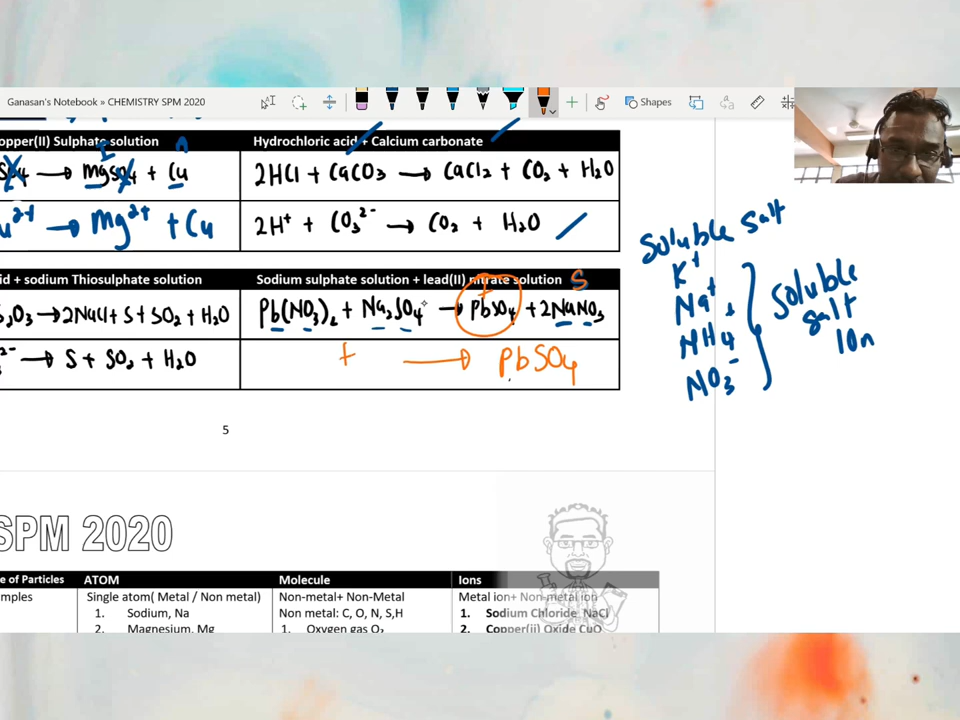 Ganasan's Notebook » CHEMISTRY SPM 2020
Shapes
opper(II) Sulphate solution
Hydrochloric acid + Calcium carbonate
I
SO4 → MgSO4 + Cu
2HCl + CaCO3 → CaCl2 + CO2 + H2O
u2+ → Mg2+ + Cu
2H+ + CO32- → CO2 + H2O
id + sodium Thiosulphate solution
Sodium sulphate solution + lead(II) nitrate solution
S
S2O3 → 2NaCl + S + SO2 + H2O
Pb(NO3)2 + Na2SO4 → PbSO4 + 2NaNO3
2- → S + SO2 + H2O
+ → PbSO4
Soluble salt
K+
Na+
NH4+
NO3-
Soluble
salt
Ion
5
SPM 2020
e of Particles
ATOM
Molecule
Ions
mples
Single atom( Metal / Non metal)
Non-metal+ Non-Metal
Metal ion+ Non-metal ion
1. Sodium, Na
Non metal: C, O, N, S,H
1. Sodium Chloride, NaCl
2. Magnesium, Mg
1. Oxygen gas O2
2. Copper(ii) Oxide CuO